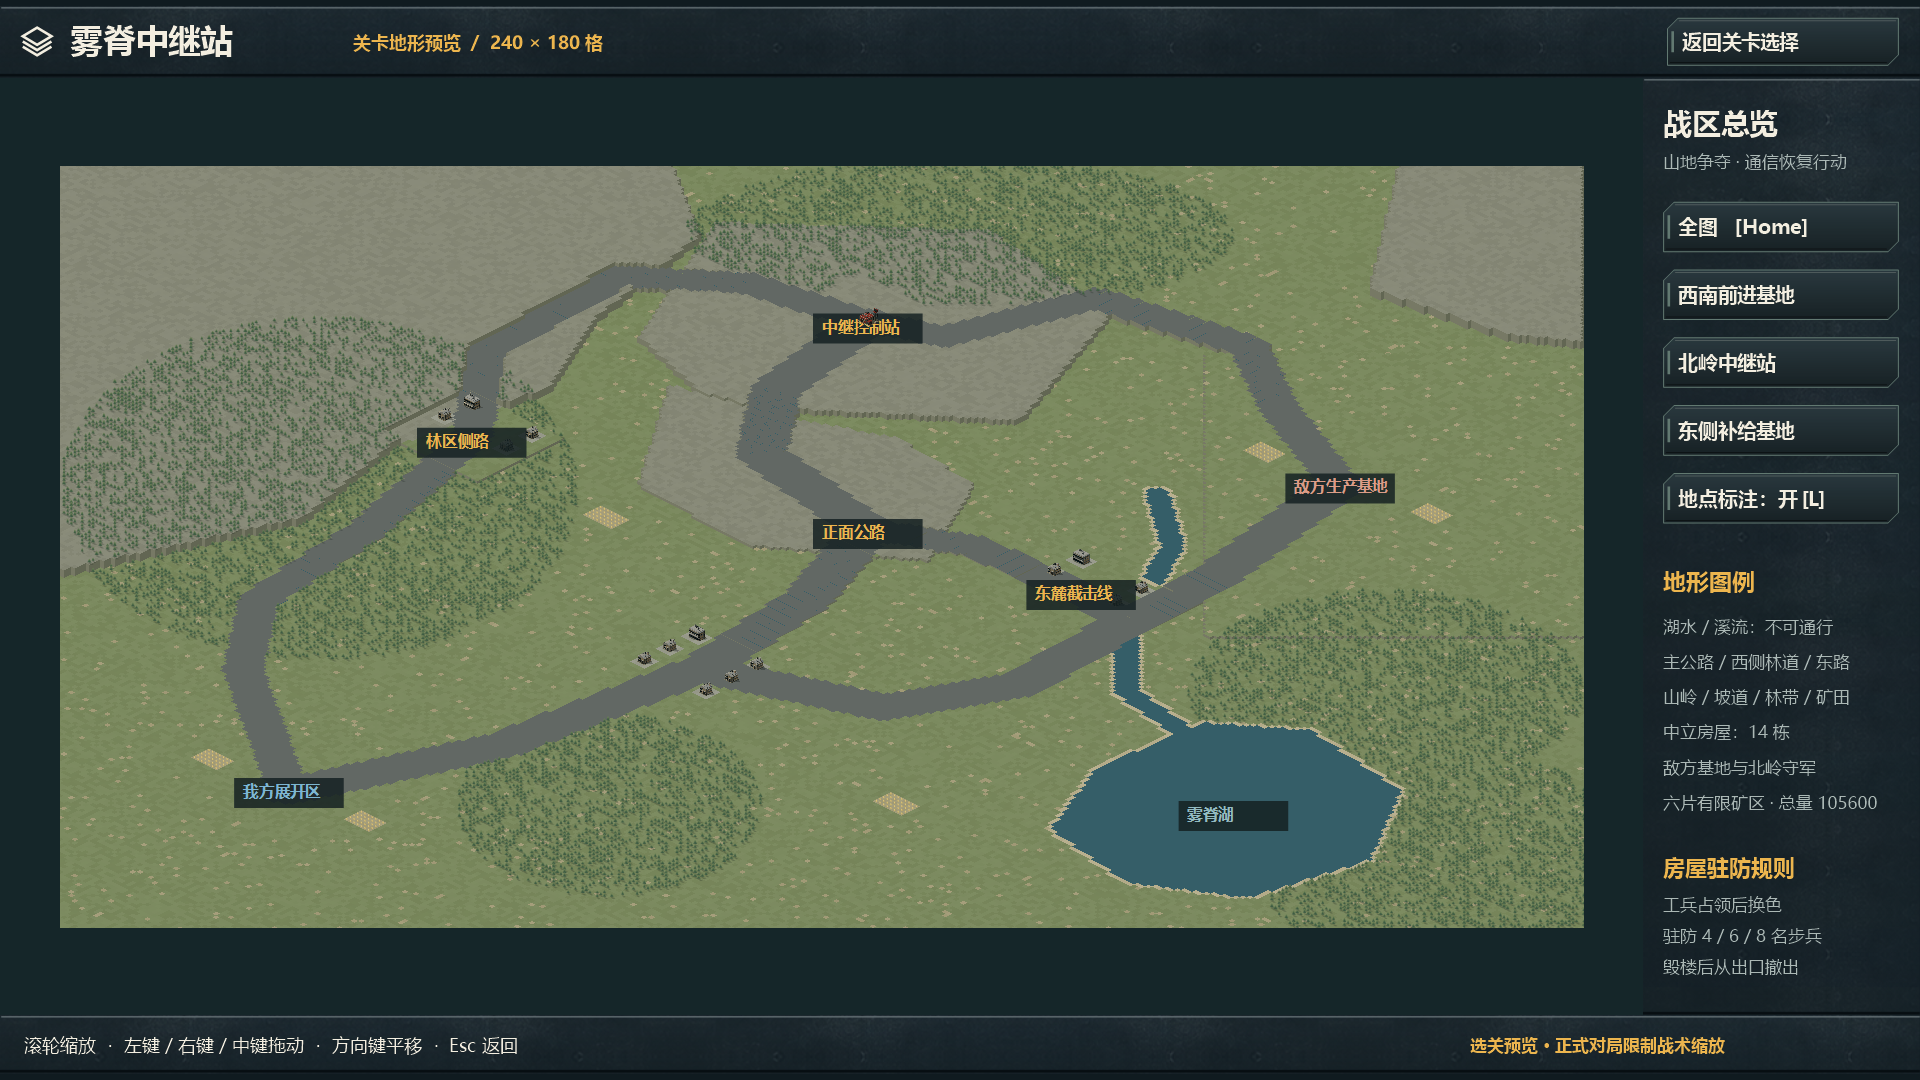 雾脊中继站
关卡地形预览 / 240 × 180 格
返回关卡选择
战区总览
山地争夺 · 通信恢复行动
全图 [Home]
西南前进基地
北岭中继站
东侧补给基地
地点标注：开 [L]
地形图例
湖水 / 溪流：不可通行
主公路 / 西侧林道 / 东路
山岭 / 坡道 / 林带 / 矿田
中立房屋：14 栋
敌方基地与北岭守军
六片有限矿区 · 总量 105600
房屋驻防规则
工兵占领后换色
驻防 4 / 6 / 8 名步兵
毁楼后从出口撤出
中继控制站
林区侧路
敌方生产基地
正面公路
东麓截击线
我方展开区
雾脊湖
滚轮缩放 · 左键 / 右键 / 中键拖动 · 方向键平移 · Esc 返回
选关预览 • 正式对局限制战术缩放